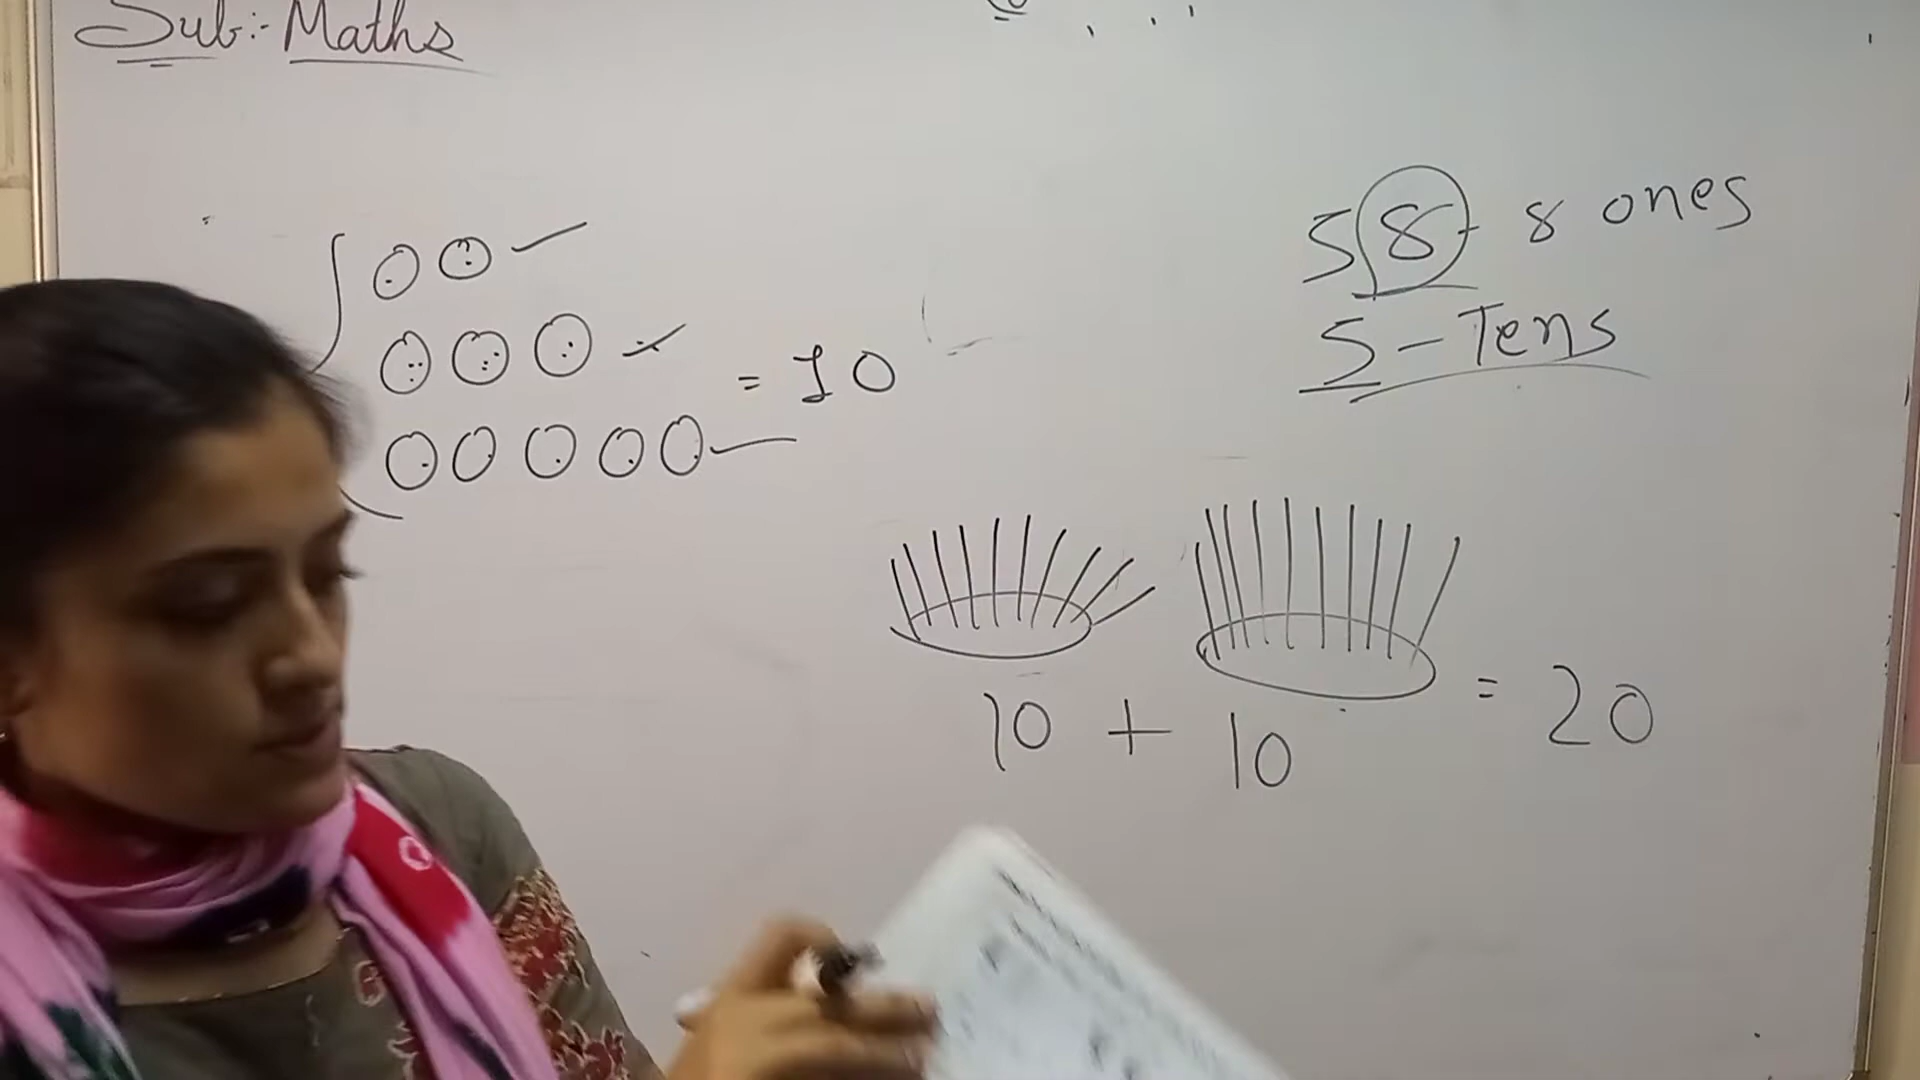 Sub:- Maths
58 - 8 ones
5 - Tens
= 10
10 + 10 = 20